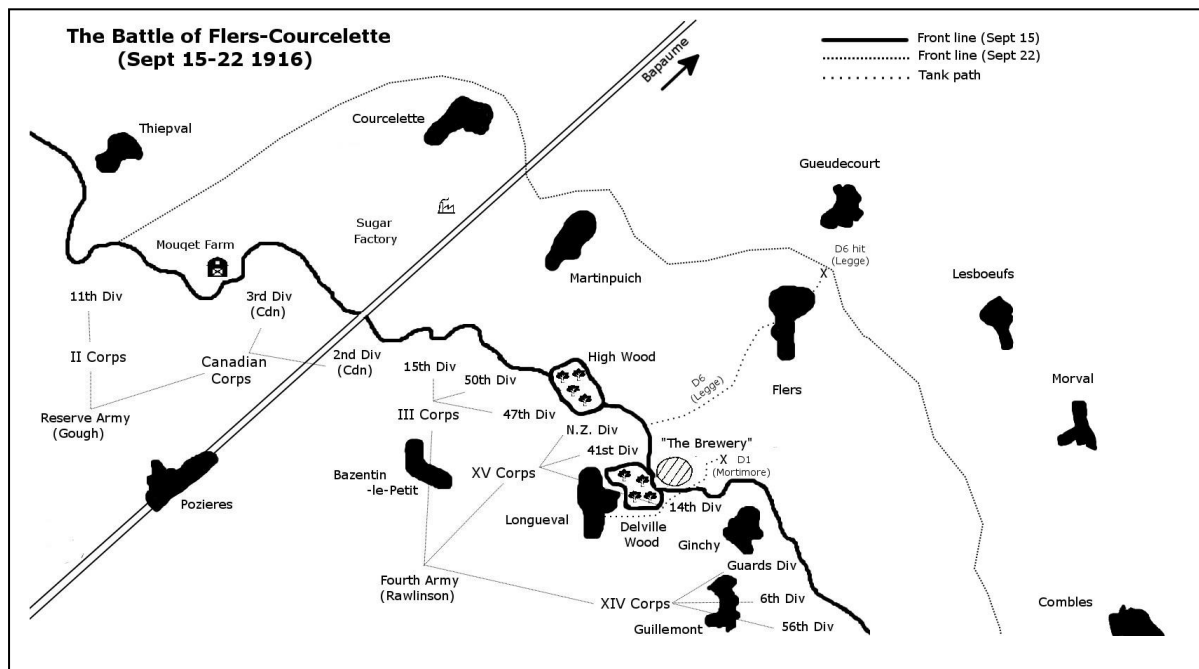 The Battle of Flers-Courcelette
(Sept 15-22 1916)
Front line (Sept 15)
Front line (Sept 22)
Tank path
Bapaume
Thiepval
Courcelette
Gueudecourt
Sugar
Factory
Mouqet Farm
Martinpuich
D6 hit
(Legge)
Lesboeufs
11th Div
3rd Div
(Cdn)
II Corps
Canadian
Corps
2nd Div
(Cdn)
15th Div
50th Div
High Wood
D6
(Legge)
Flers
Morval
Reserve Army
(Gough)
III Corps
47th Div
N.Z. Div
41st Div
"The Brewery"
X
X
D1
(Mortimore)
Bazentin
-le-Petit
XV Corps
Pozieres
Longueval
Delville
Wood
14th Div
Ginchy
Guards Div
Fourth Army
(Rawlinson)
XIV Corps
6th Div
Guillemont
56th Div
Combles